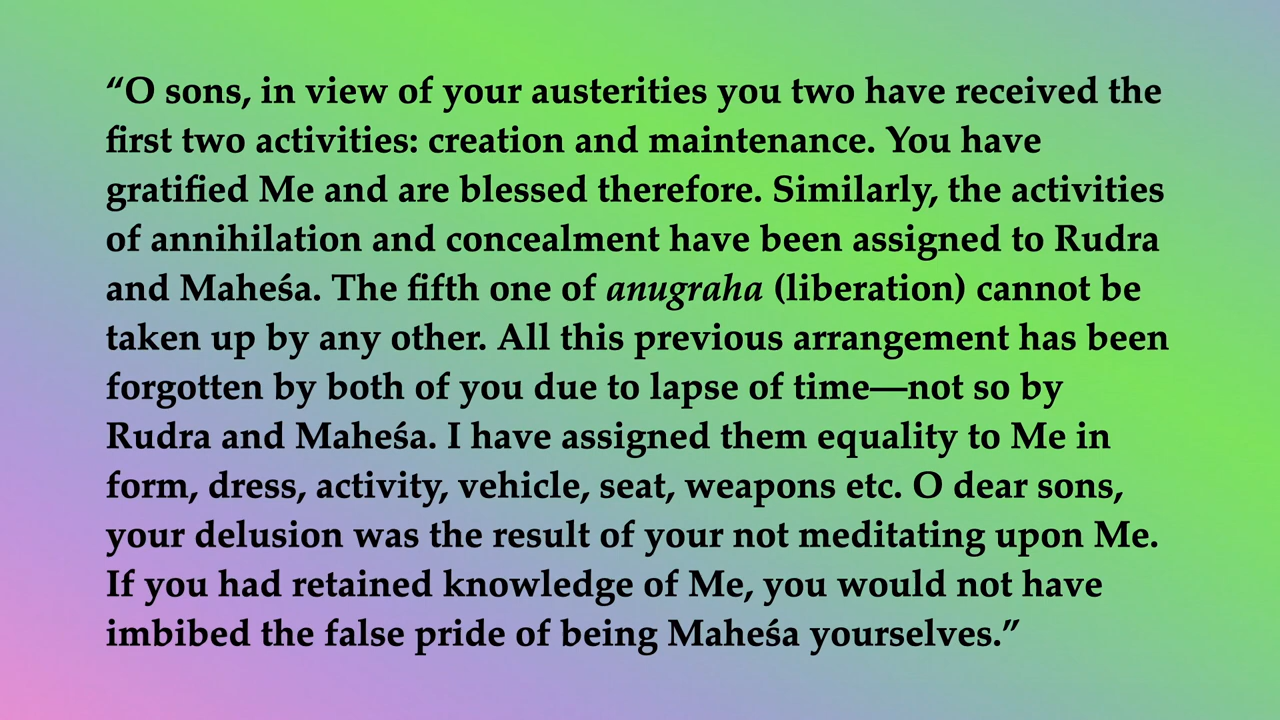 “O sons, in view of your austerities you two have received the
first two activities: creation and maintenance. You have
gratified Me and are blessed therefore. Similarly, the activities
of annihilation and concealment have been assigned to Rudra
and Maheśa. The fifth one of anugraha (liberation) cannot be
taken up by any other. All this previous arrangement has been
forgotten by both of you due to lapse of time—not so by
Rudra and Maheśa. I have assigned them equality to Me in
form, dress, activity, vehicle, seat, weapons etc. O dear sons,
your delusion was the result of your not meditating upon Me.
If you had retained knowledge of Me, you would not have
imbibed the false pride of being Maheśa yourselves.”